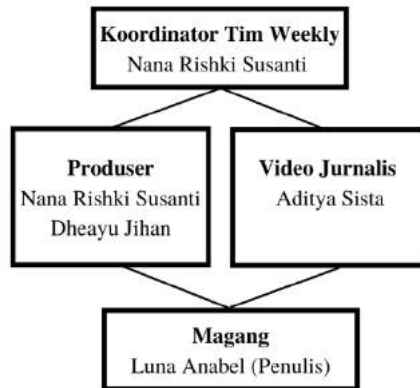 Koordinator Tim Weekly
Nana Rishki Susanti
Produser
Nana Rishki Susanti
Dheayu Jihan
Video Jurnalis
Aditya Sista
Magang
Luna Anabel (Penulis)